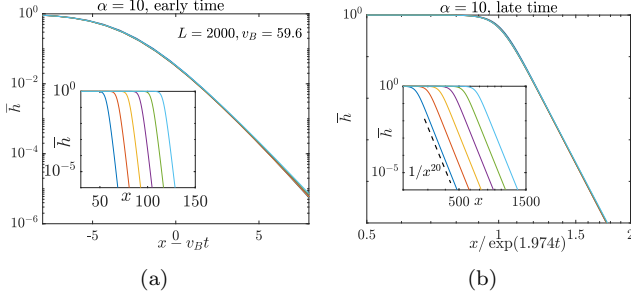 α = 10, early time
L = 2000, v_B = 59.6
10^0
10^-2
10^-4
10^-6
h̅
10^0
10^-5
h̅
50
100
150
x
-5
0
5
x − v_B t
(a)
α = 10, late time
10^0
h̅
10^0
10^-5
h̅
1/x^20
500
x
1500
0.5
1
1.5
2
x/ exp(1.974t)
(b)